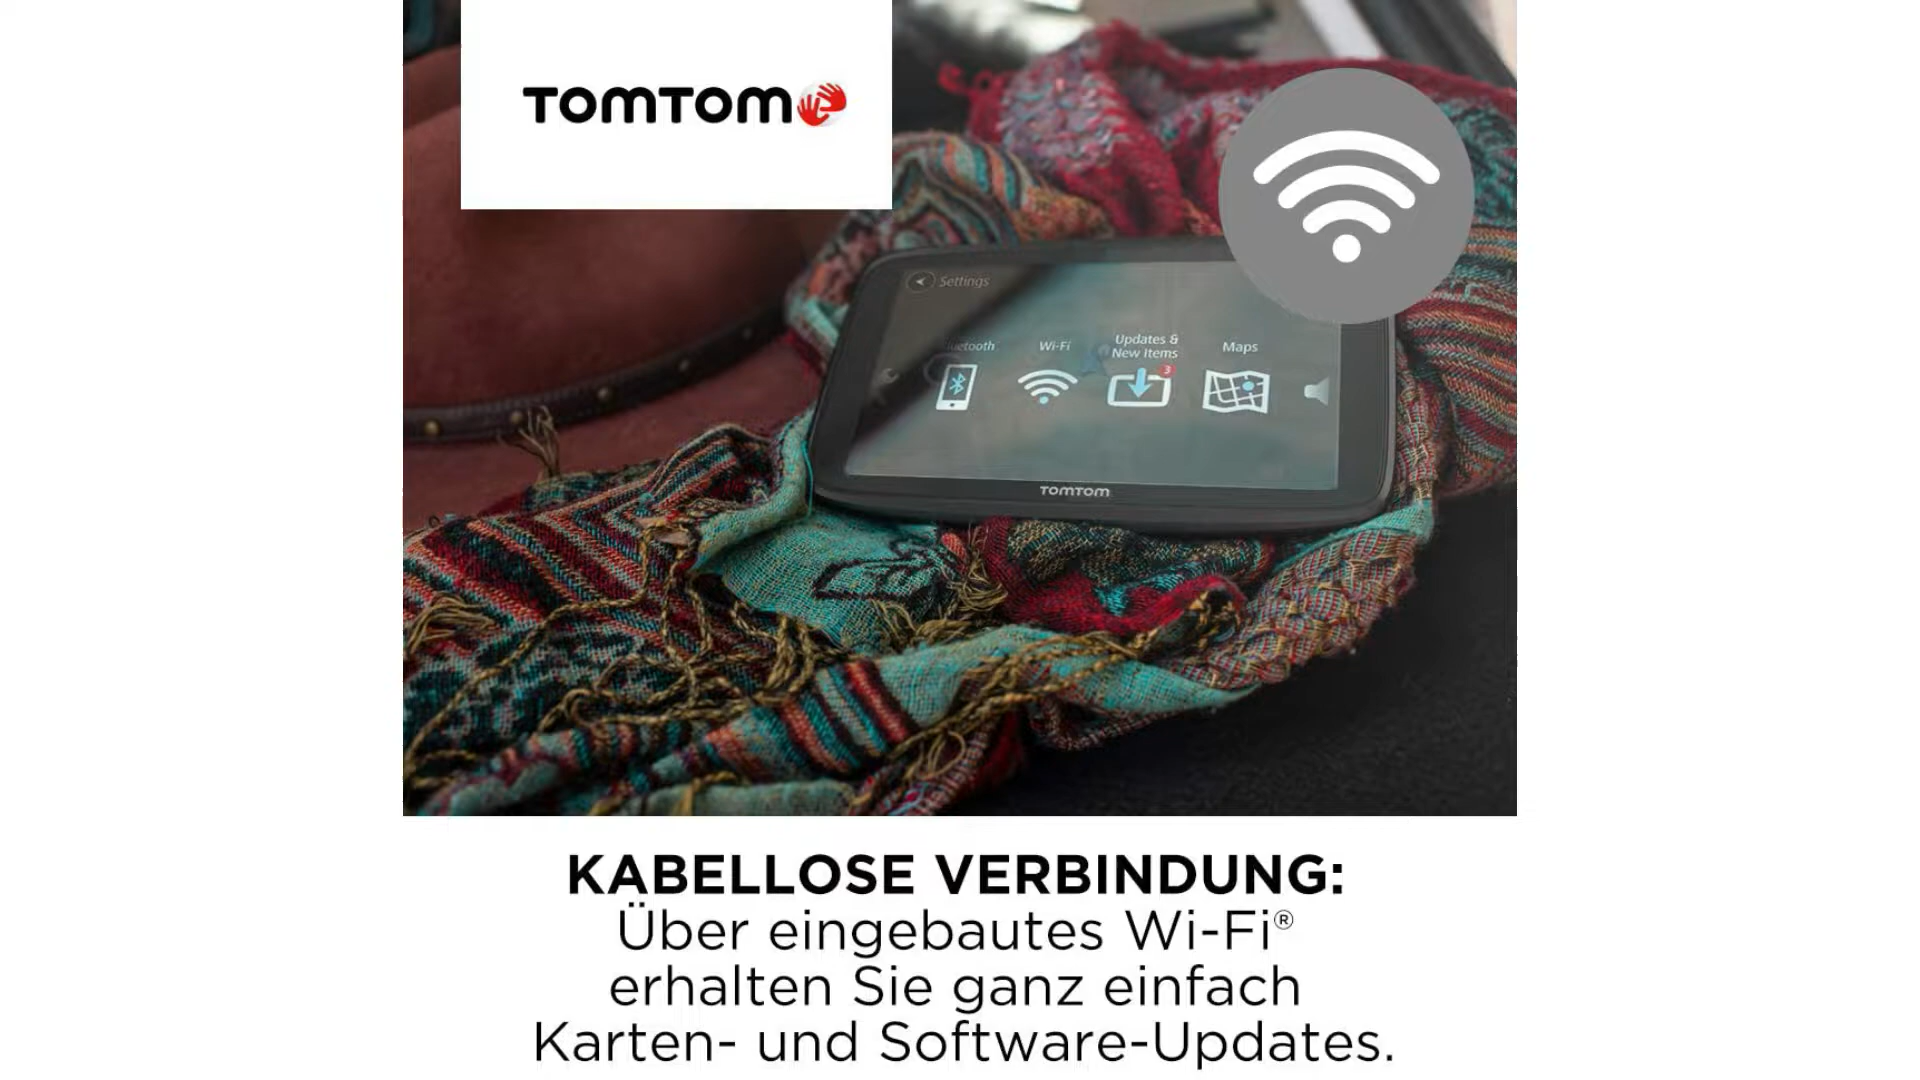 TOMTOM
Settings
Wi-Fi
Updates &
New Items
Maps
3
TOMTOM
KABELLOSE VERBINDUNG:
Über eingebautes Wi-Fi®
erhalten Sie ganz einfach
Karten- und Software-Updates.